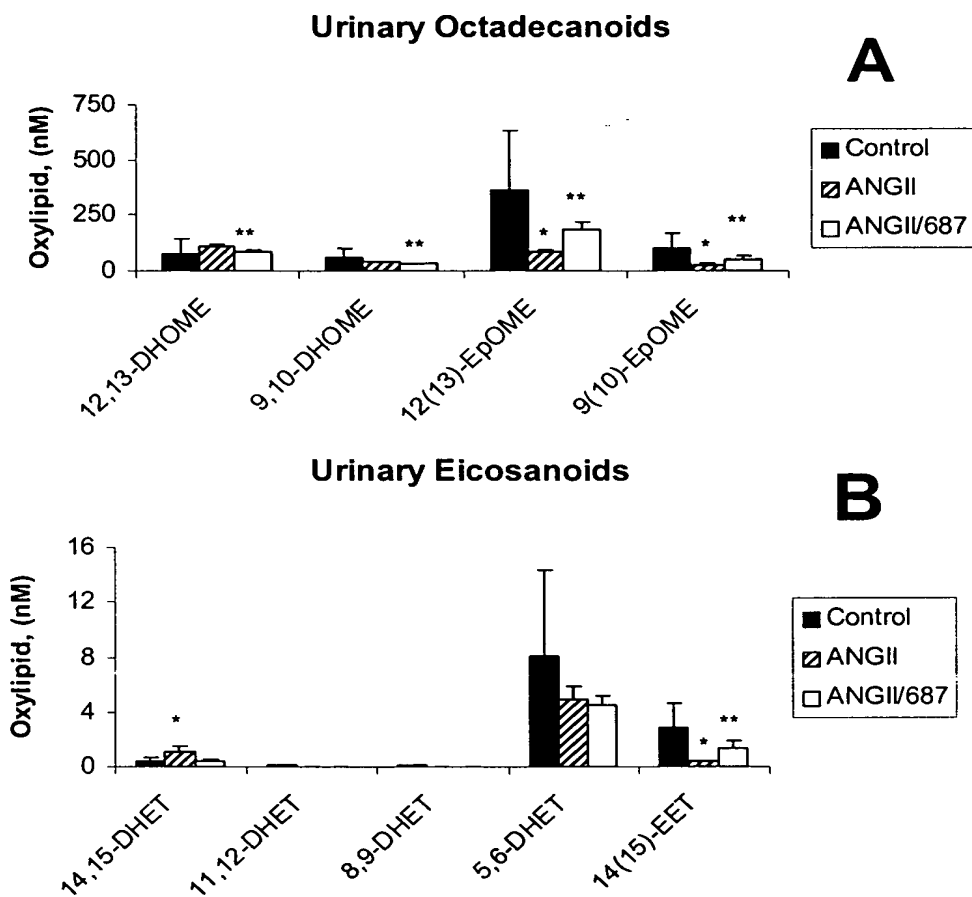 Urinary Octadecanoids
A
Oxylipid, (nM)
750
500
250
0
** ** * ** * **
Control
ANGII
ANGII/687
12,13-DHOME
9,10-DHOME
12(13)-EpOME
9(10)-EpOME
Urinary Eicosanoids
B
Oxylipid, (nM)
16
12
8
4
0
* * **
Control
ANGII
ANGII/687
14,15-DHET
11,12-DHET
8,9-DHET
5,6-DHET
14(15)-EET